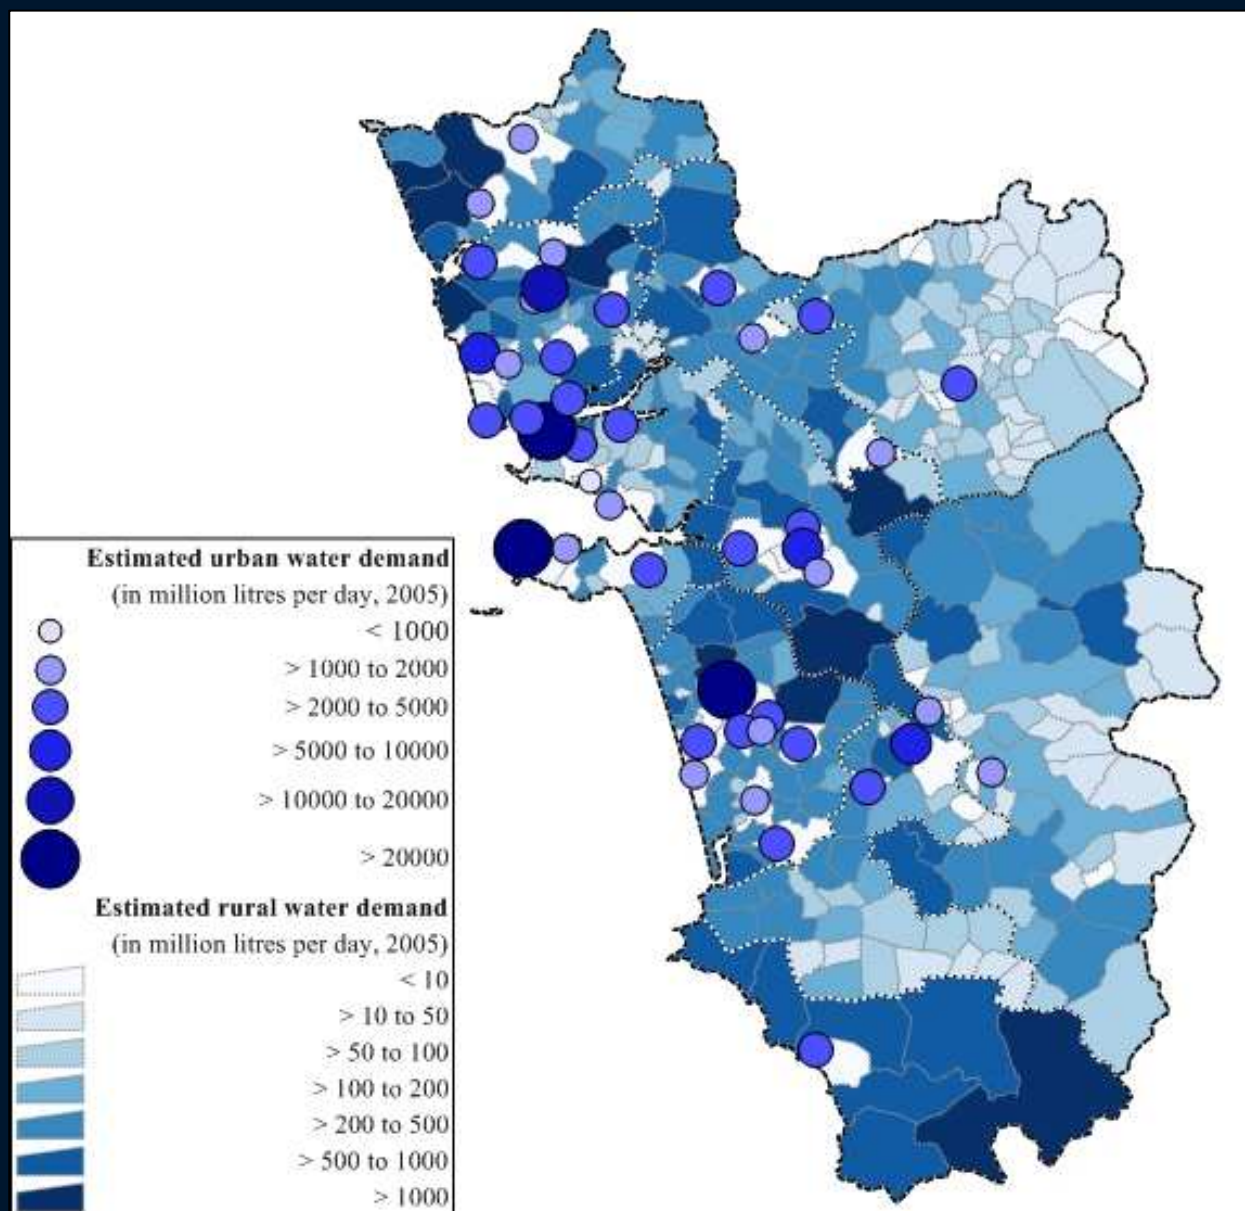 Estimated urban water demand
(in million litres per day, 2005)
< 1000
> 1000 to 2000
> 2000 to 5000
> 5000 to 10000
> 10000 to 20000
> 20000
Estimated rural water demand
(in million litres per day, 2005)
< 10
> 10 to 50
> 50 to 100
> 100 to 200
> 200 to 500
> 500 to 1000
> 1000